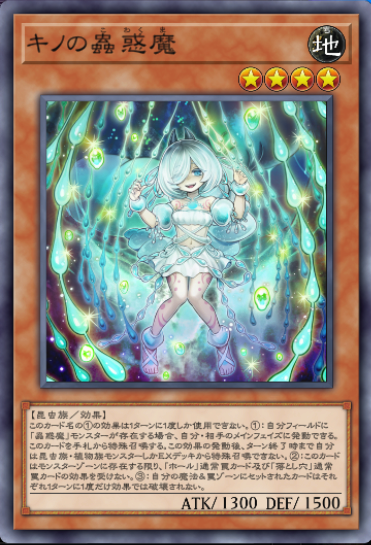 キノの蟲惑魔
こわくま
地
ち
【昆虫族／効果】
このカード名の①の効果は1ターンに1度しか使用できない。①：自分フィールドに
「蟲惑魔」モンスターが存在する場合、自分・相手のメインフェイズに発動できる。
このカードを手札から特殊召喚する。この効果の発動後、ターン終了時まで自分
は昆虫族・植物族モンスターしかEXデッキから特殊召喚できない。②：このカード
はモンスターゾーンに存在する限り、「ホール」通常罠カード及び「落とし穴」通常
罠カードの効果を受けない。③：自分の魔法＆罠ゾーンにセットされたカードはそれ
ぞれ1ターンに1度だけ効果では破壊されない。
ATK/1300 DEF/1500